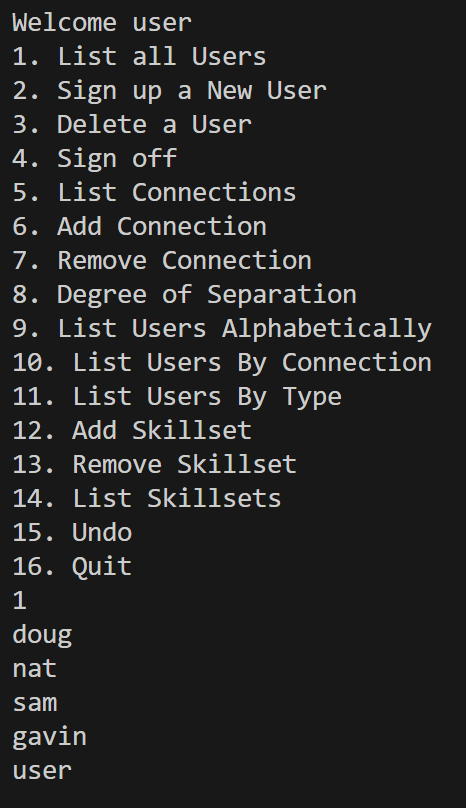 Welcome user
1. List all Users
2. Sign up a New User
3. Delete a User
4. Sign off
5. List Connections
6. Add Connection
7. Remove Connection
8. Degree of Separation
9. List Users Alphabetically
10. List Users By Connection
11. List Users By Type
12. Add Skillset
13. Remove Skillset
14. List Skillsets
15. Undo
16. Quit
1
doug
nat
sam
gavin
user